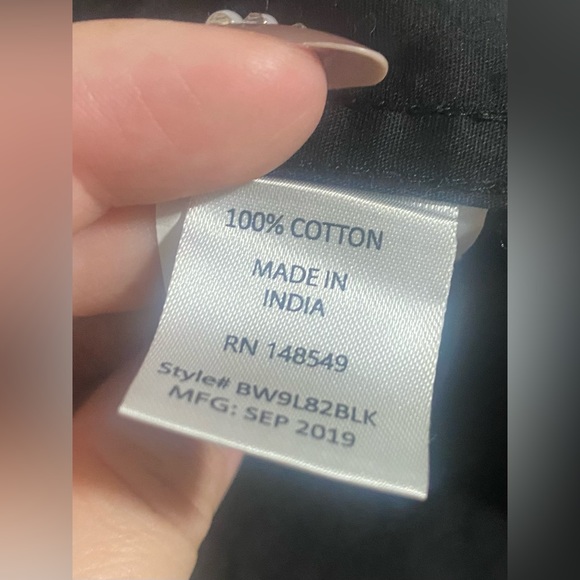 100% COTTON
MADE IN
INDIA
RN 148549
Style# BW9L82BLK
MFG: SEP 2019